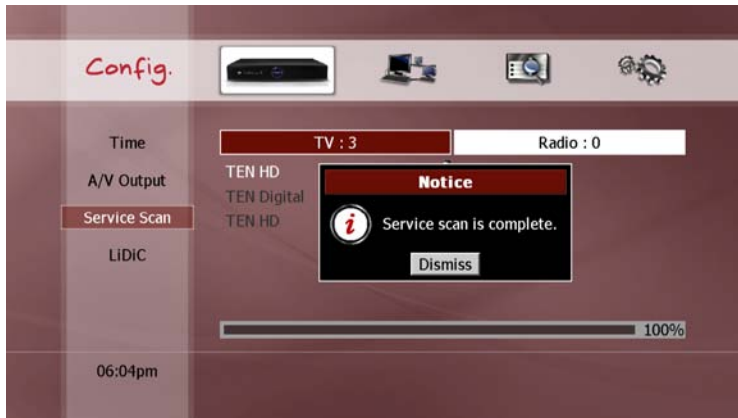 Config.
Time
A/V Output
Service Scan
LiDiC
06:04pm
TV : 3
Radio : 0
TEN HD
TEN Digital
TEN HD
Notice
i
Service scan is complete.
Dismiss
100%